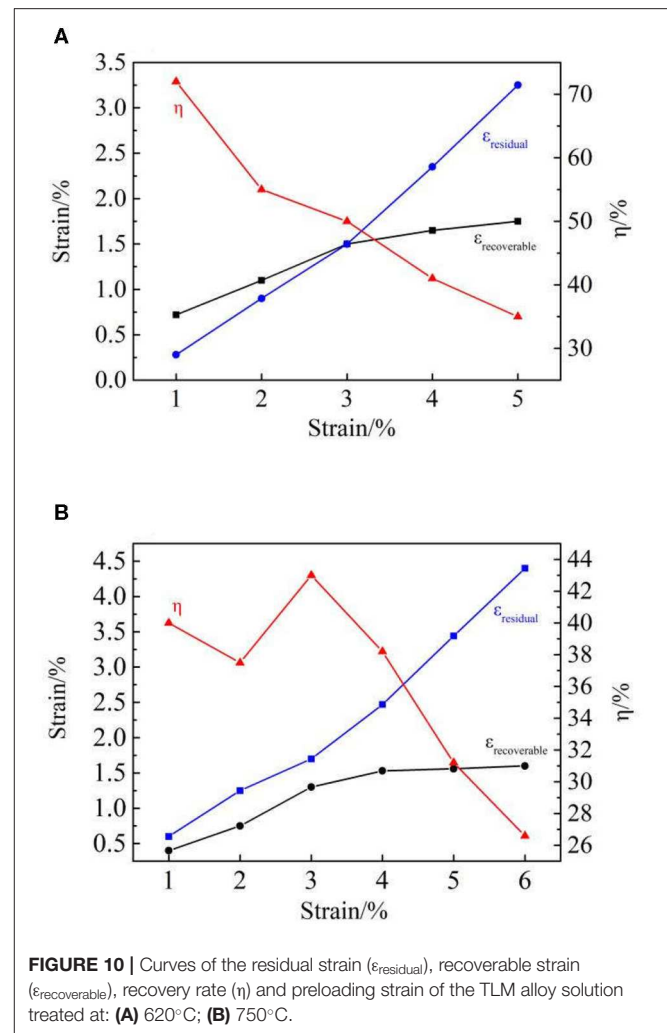 A
3.5
3.0
2.5
2.0
1.5
1.0
0.5
0.0
Strain/%
η
εresidual
εrecoverable
70
60
50
40
30
η/%
1 2 3 4 5
Strain/%
B
4.5
4.0
3.5
3.0
2.5
2.0
1.5
1.0
0.5
Strain/%
η
εresidual
εrecoverable
44
42
40
38
36
34
32
30
28
26
η/%
1 2 3 4 5 6
Strain/%
FIGURE 10 | Curves of the residual strain (εresidual), recoverable strain
(εrecoverable), recovery rate (η) and preloading strain of the TLM alloy solution
treated at: (A) 620°C; (B) 750°C.